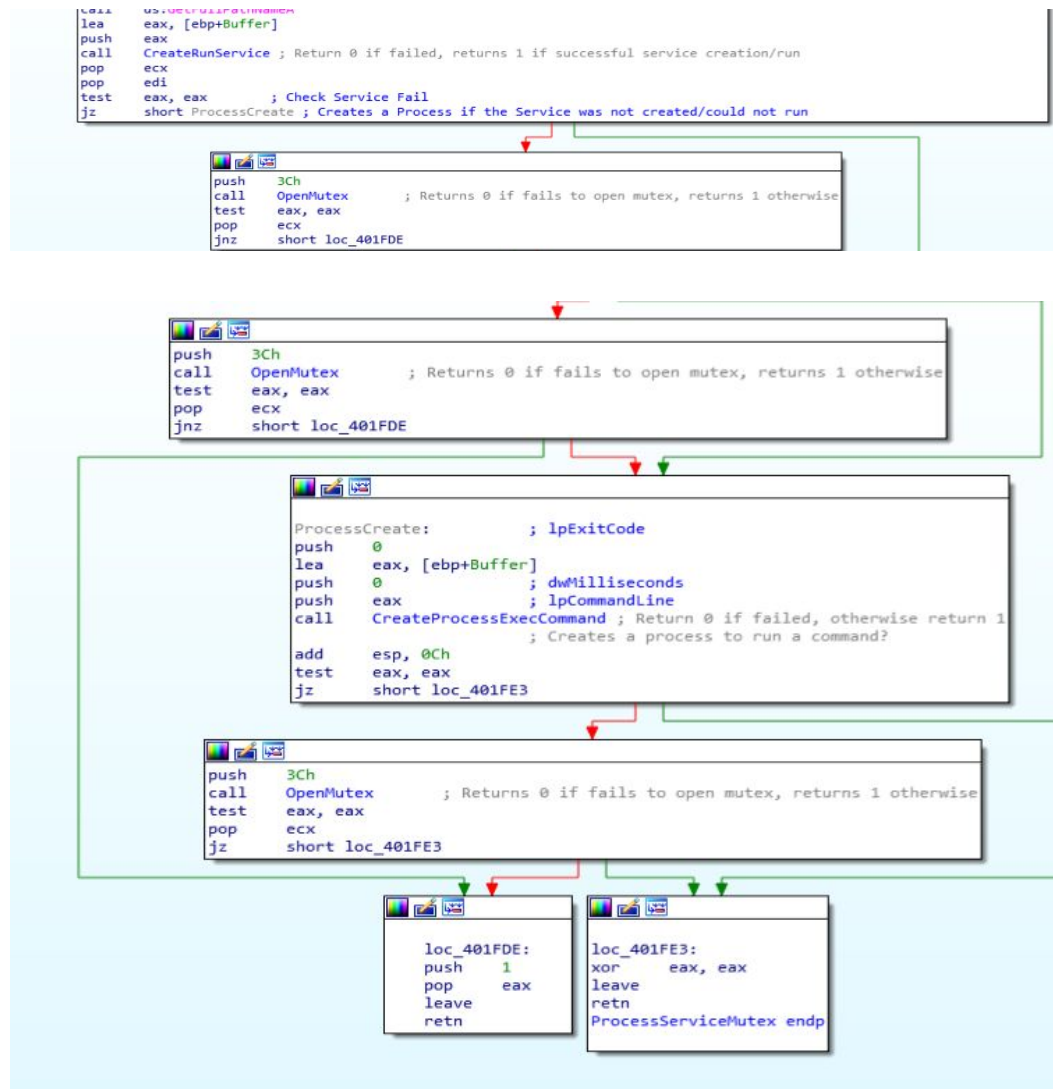 call ds:GetFullPathNameA
lea eax, [ebp+Buffer]
push eax
call CreateRunService ; Return 0 if failed, returns 1 if successful service creation/run
pop ecx
pop edi
test eax, eax ; Check Service Fail
jz short ProcessCreate ; Creates a Process if the Service was not created/could not run
push 3Ch
call OpenMutex ; Returns 0 if fails to open mutex, returns 1 otherwise
test eax, eax
pop ecx
jnz short loc_401FDE
push 3Ch
call OpenMutex ; Returns 0 if fails to open mutex, returns 1 otherwise
test eax, eax
pop ecx
jnz short loc_401FDE
ProcessCreate: ; lpExitCode
push 0
lea eax, [ebp+Buffer]
push 0 ; dwMilliseconds
push eax ; lpCommandLine
call CreateProcessExecCommand ; Return 0 if failed, otherwise return 1
; Creates a process to run a command?
add esp, 0Ch
test eax, eax
jz short loc_401FE3
push 3Ch
call OpenMutex ; Returns 0 if fails to open mutex, returns 1 otherwise
test eax, eax
pop ecx
jz short loc_401FE3
loc_401FDE:
push 1
pop eax
leave
retn
loc_401FE3:
xor eax, eax
leave
retn
ProcessServiceMutex endp